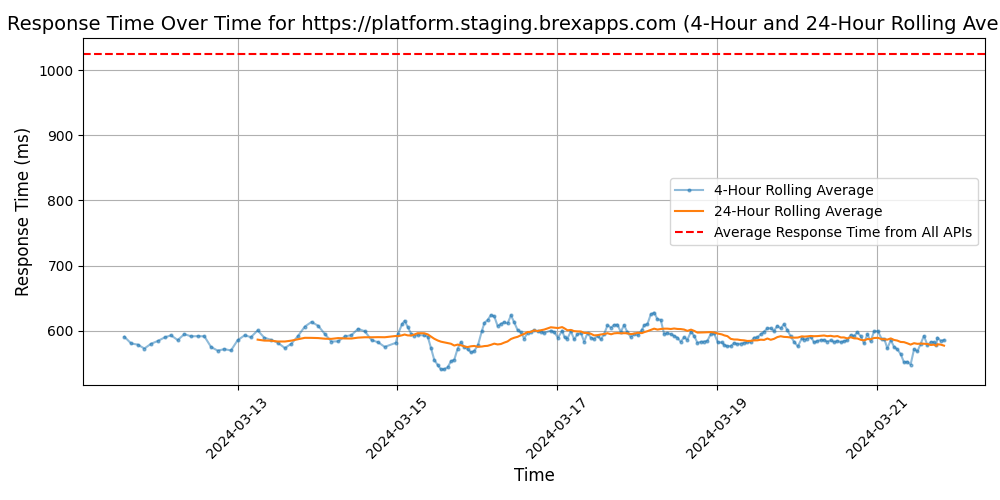 Response Time Over Time for https://platform.staging.brexapps.com (4-Hour and 24-Hour Rolling Ave
Response Time (ms)
1000
900
800
700
600
4-Hour Rolling Average
24-Hour Rolling Average
Average Response Time from All APIs
2024-03-13
2024-03-15
2024-03-17
2024-03-19
2024-03-21
Time